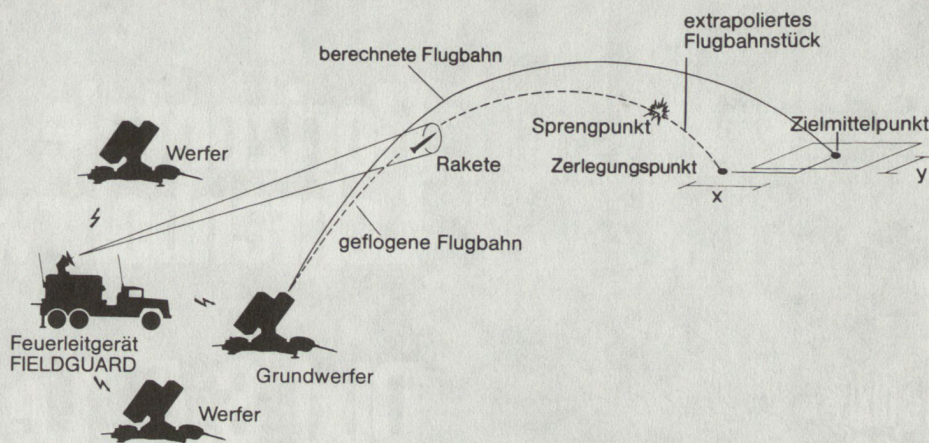 extrapoliertes
Flugbahnstück
berechnete Flugbahn
Sprengpunkt
Zielmittelpunkt
Werfer
Rakete
Zerlegungspunkt
x
y
geflogene Flugbahn
Feuerleitgerät
FIELDGUARD
Grundwerfer
Werfer